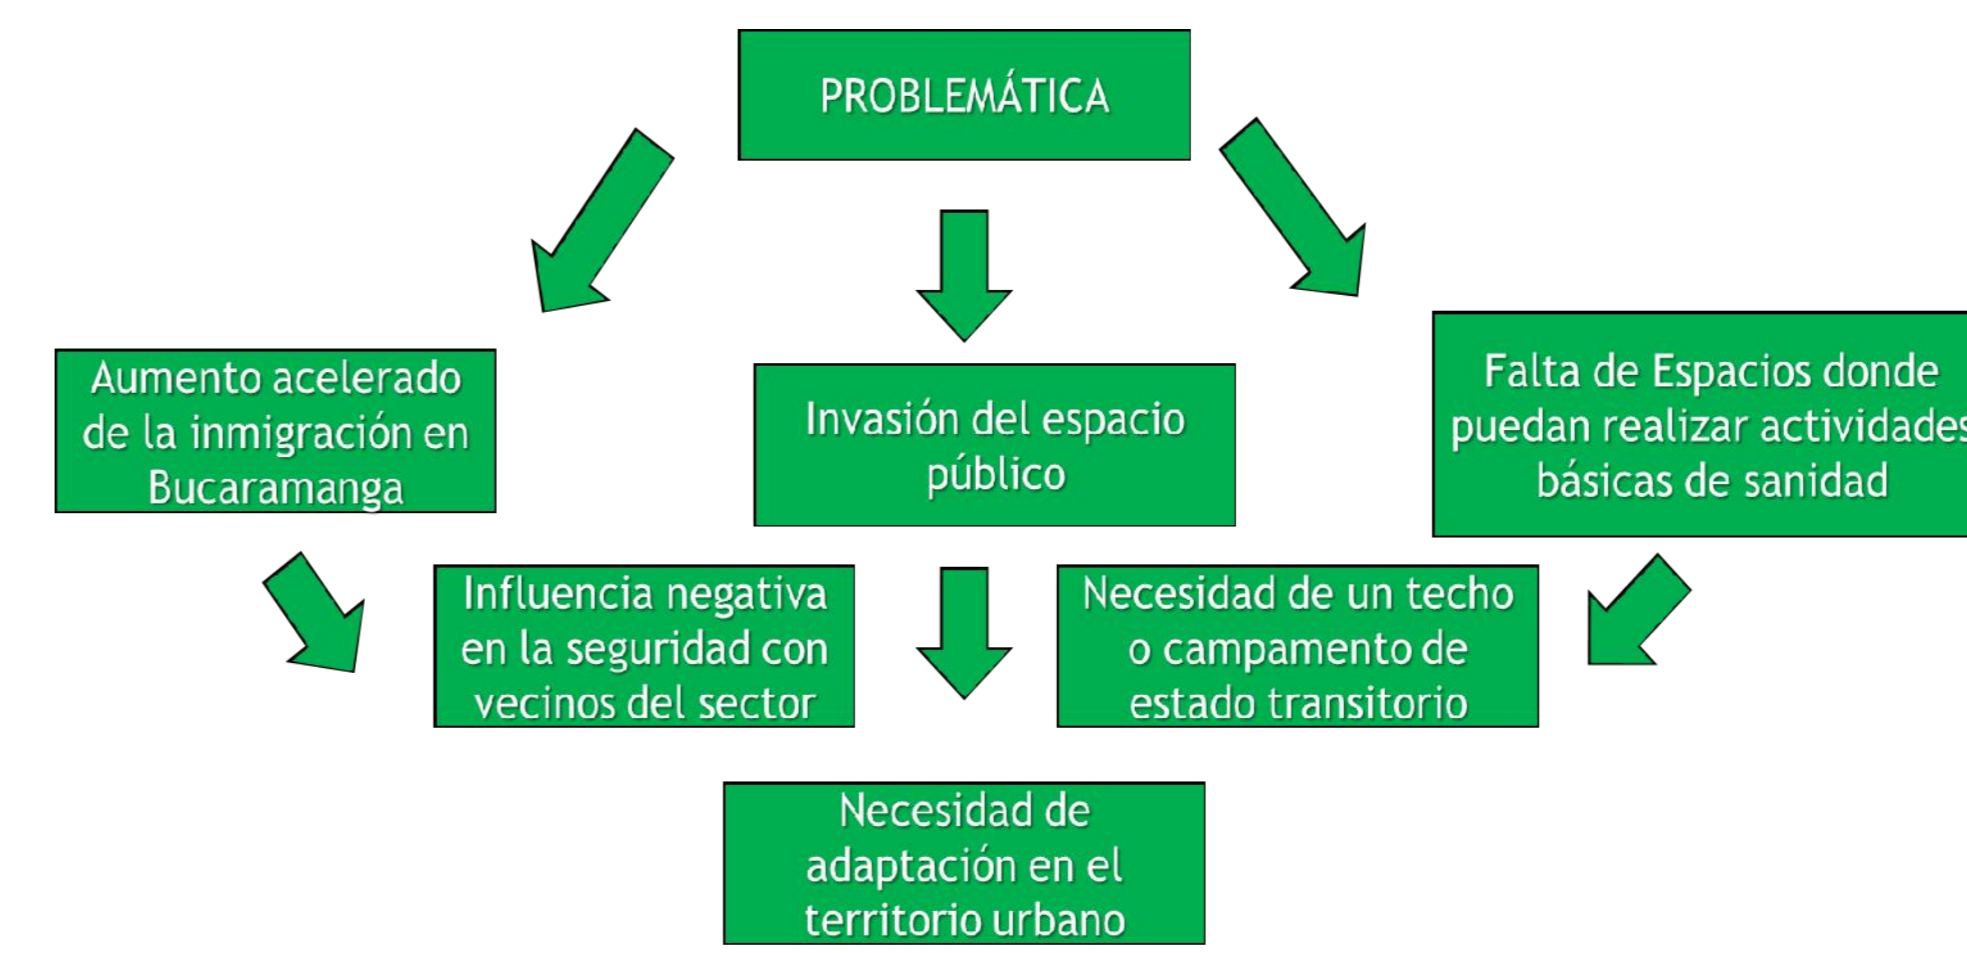 PROBLEMÁTICA
Aumento acelerado
de la inmigración en
Bucaramanga
Invasión del espacio
público
Falta de Espacios donde
puedan realizar actividades
básicas de sanidad
Influencia negativa
en la seguridad con
vecinos del sector
Necesidad de un techo
o campamento de
estado transitorio
Necesidad de
adaptación en el
territorio urbano